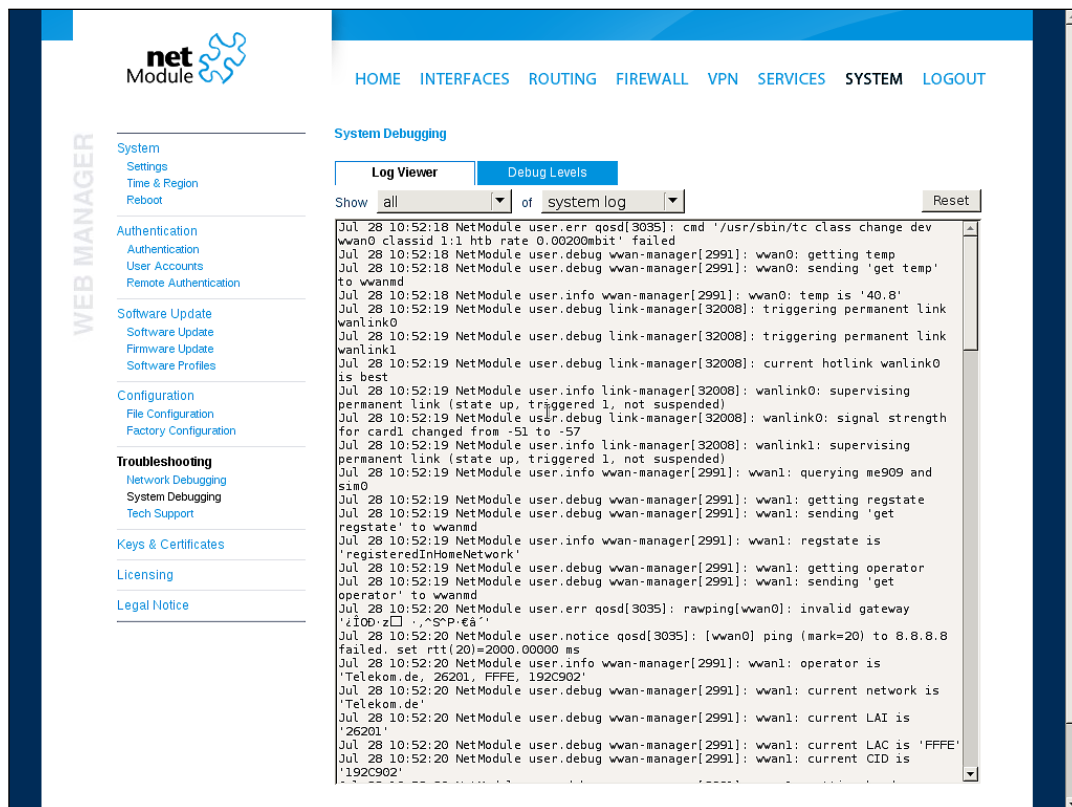 net
Module
HOME INTERFACES ROUTING FIREWALL VPN SERVICES SYSTEM LOGOUT
WEB MANAGER
System
Settings
Time & Region
Reboot
Authentication
Authentication
User Accounts
Remote Authentication
Software Update
Software Update
Firmware Update
Software Profiles
Configuration
File Configuration
Factory Configuration
Troubleshooting
Network Debugging
System Debugging
Tech Support
Keys & Certificates
Licensing
Legal Notice
System Debugging
Log Viewer Debug Levels
Show all of system log Reset
Jul 28 10:52:18 NetModule user.err qosd[3035]: cmd '/usr/sbin/tc class change dev
wwan0 classid 1:1 htb rate 0.00200mbit' failed
Jul 28 10:52:18 NetModule user.debug wwan-manager[2991]: wwan0: getting temp
Jul 28 10:52:18 NetModule user.debug wwan-manager[2991]: wwan0: sending 'get temp'
to wwanmd
Jul 28 10:52:18 NetModule user.info wwan-manager[2991]: wwan0: temp is '40.8'
Jul 28 10:52:19 NetModule user.debug link-manager[32008]: triggering permanent link
wanlink0
Jul 28 10:52:19 NetModule user.debug link-manager[32008]: triggering permanent link
wanlink1
Jul 28 10:52:19 NetModule user.debug link-manager[32008]: current hotlink wanlink0
is best
Jul 28 10:52:19 NetModule user.info link-manager[32008]: wanlink0: supervising
permanent link (state up, triggered 1, not suspended)
Jul 28 10:52:19 NetModule user.debug link-manager[32008]: wanlink0: signal strength
for card1 changed from -51 to -57
Jul 28 10:52:19 NetModule user.info link-manager[32008]: wanlink1: supervising
permanent link (state up, triggered 1, not suspended)
Jul 28 10:52:19 NetModule user.info wwan-manager[2991]: wwan1: querying me909 and
sim0
Jul 28 10:52:19 NetModule user.debug wwan-manager[2991]: wwan1: getting regstate
Jul 28 10:52:19 NetModule user.debug wwan-manager[2991]: wwan1: sending 'get
regstate' to wwanmd
Jul 28 10:52:19 NetModule user.info wwan-manager[2991]: wwan1: regstate is
'registeredInHomeNetwork'
Jul 28 10:52:19 NetModule user.debug wwan-manager[2991]: wwan1: getting operator
Jul 28 10:52:19 NetModule user.debug wwan-manager[2991]: wwan1: sending 'get
operator' to wwanmd
Jul 28 10:52:20 NetModule user.err qosd[3035]: rawping[wwan0]: invalid gateway
Jul 28 10:52:20 NetModule user.notice qosd[3035]: [wwan0] ping (mark=20) to 8.8.8.8
failed. set rtt(20)=2000.00000 ms
Jul 28 10:52:20 NetModule user.info wwan-manager[2991]: wwan1: operator is
'Telekom.de, 26201, FFFE, 192C902'
Jul 28 10:52:20 NetModule user.debug wwan-manager[2991]: wwan1: current network is
'Telekom.de'
Jul 28 10:52:20 NetModule user.debug wwan-manager[2991]: wwan1: current LAI is
'26201'
Jul 28 10:52:20 NetModule user.debug wwan-manager[2991]: wwan1: current LAC is 'FFFE'
Jul 28 10:52:20 NetModule user.debug wwan-manager[2991]: wwan1: current CID is
'192C902'